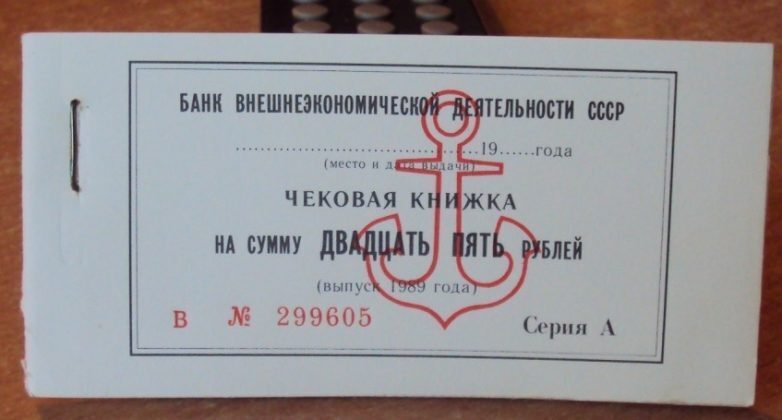 БАНК ВНЕШНЕЭКОНОМИЧЕСКОЙ ДЕЯТЕЛЬНОСТИ СССР
........................................19......года
(место и дата выдачи)
ЧЕКОВАЯ КНИЖКА
НА СУММУ ДВАДЦАТЬ ПЯТЬ РУБЛЕЙ
(выпуск 1989 года)
В № 299605
Серия А